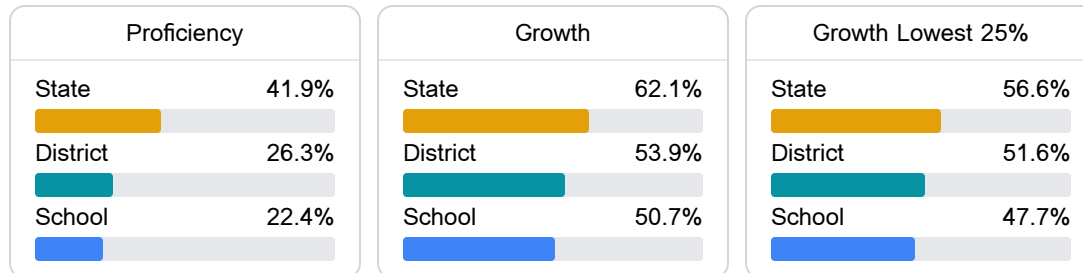 Proficiency
State 41.9%
District 26.3%
School 22.4%
Growth
State 62.1%
District 53.9%
School 50.7%
Growth Lowest 25%
State 56.6%
District 51.6%
School 47.7%